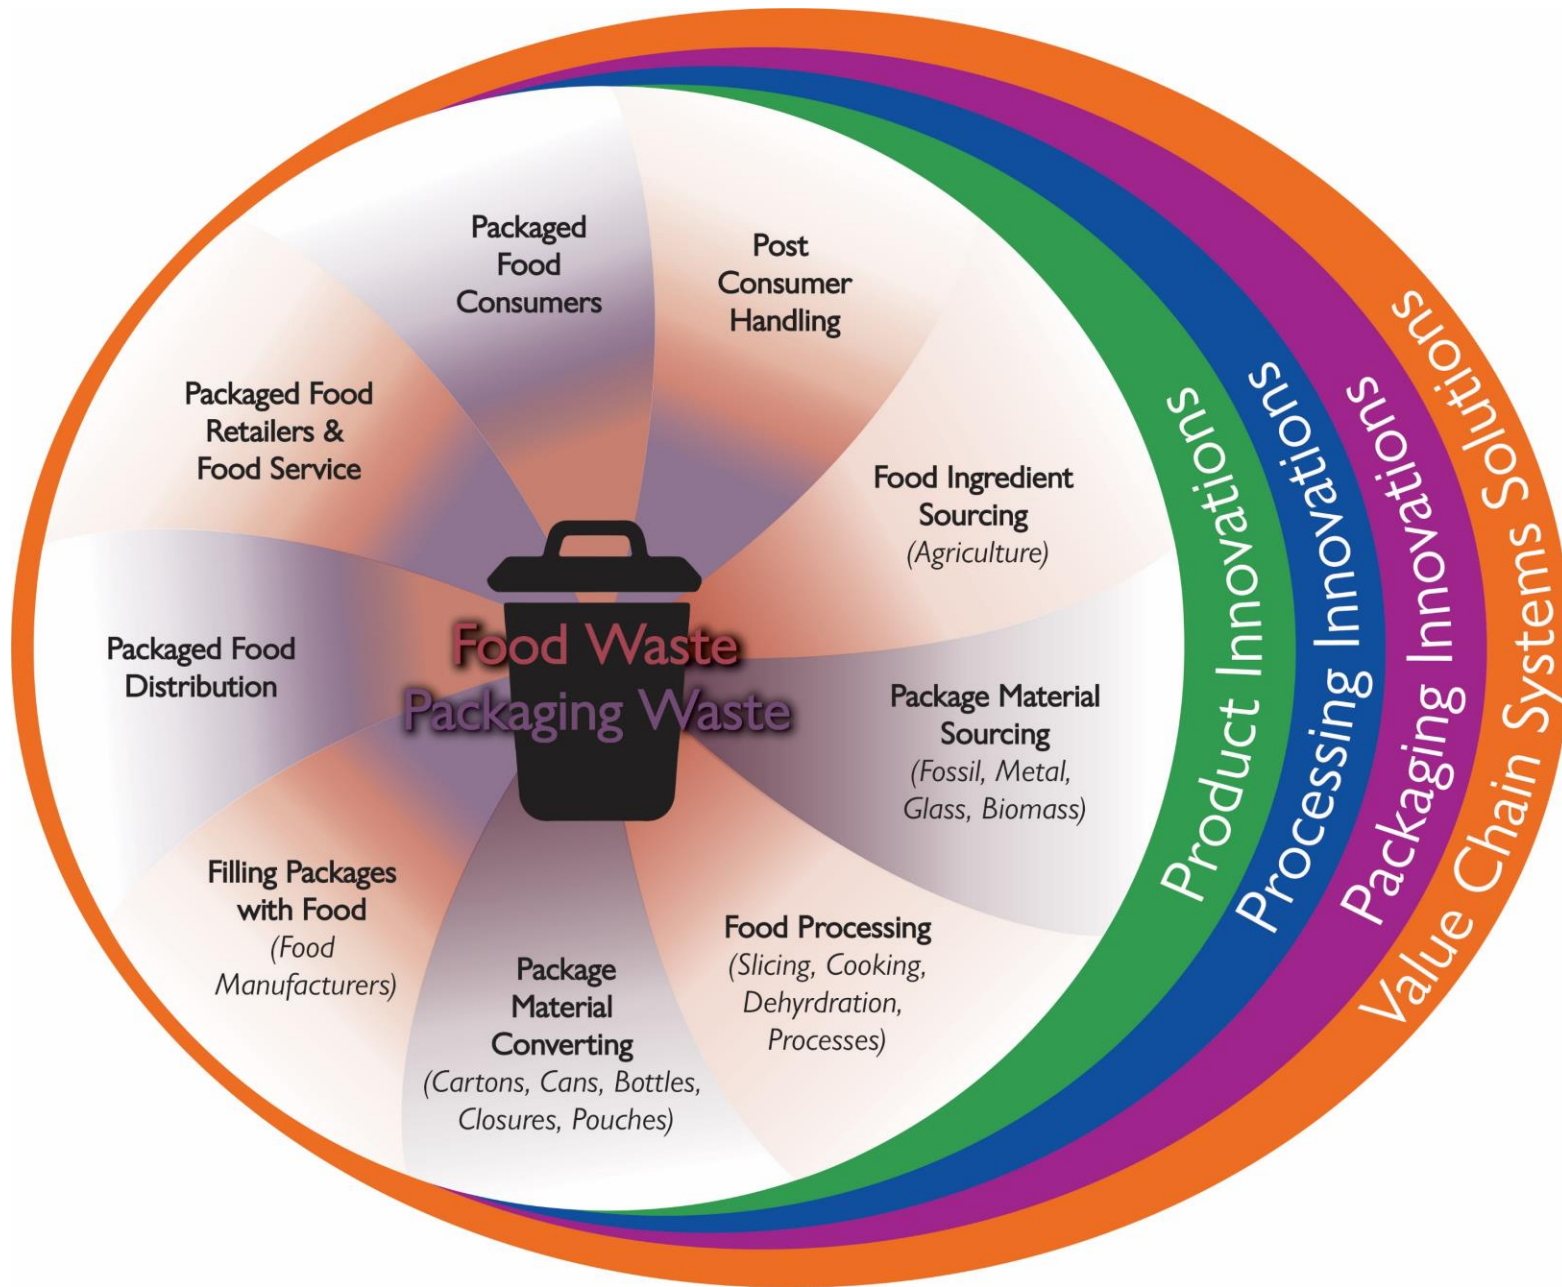 Packaged
Food
Consumers
Post
Consumer
Handling
Packaged Food
Retailers &
Food Service
Food Ingredient
Sourcing
(Agriculture)
Packaged Food
Distribution
Food Waste
Packaging Waste
Package Material
Sourcing
(Fossil, Metal,
Glass, Biomass)
Filling Packages
with Food
(Food
Manufacturers)
Package
Material
Converting
(Cartons, Cans, Bottles,
Closures, Pouches)
Food Processing
(Slicing, Cooking,
Dehyrdration,
Processes)
Product Innovations
Processing Innovations
Packaging Innovations
Value Chain Systems Solutions